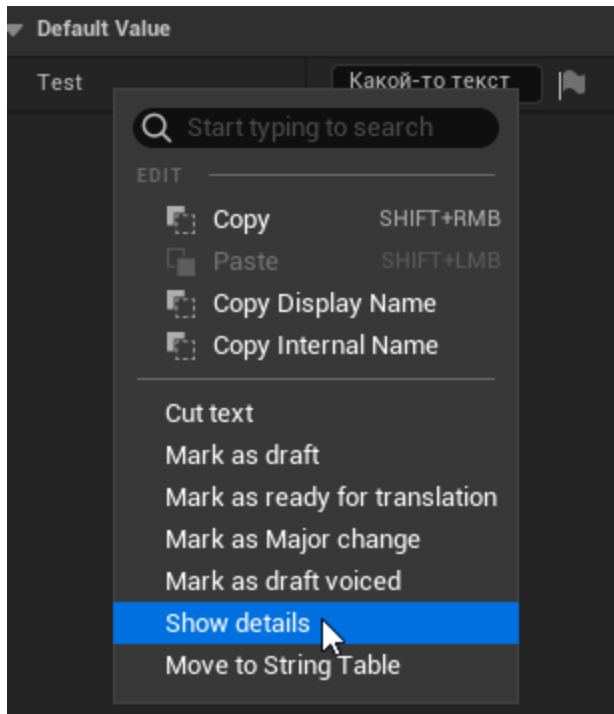 Default Value
Test Какой-то текст
Start typing to search
EDIT
Copy SHIFT+RMB
Paste SHIFT+LMB
Copy Display Name
Copy Internal Name
Cut text
Mark as draft
Mark as ready for translation
Mark as Major change
Mark as draft voiced
Show details
Move to String Table